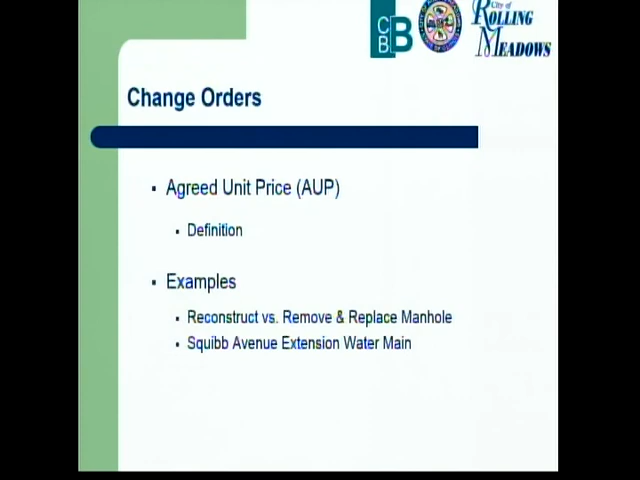 CBBL
City of
ROLLING
MEADOWS
Change Orders
Agreed Unit Price (AUP)
Definition
Examples
Reconstruct vs. Remove & Replace Manhole
Squibb Avenue Extension Water Main